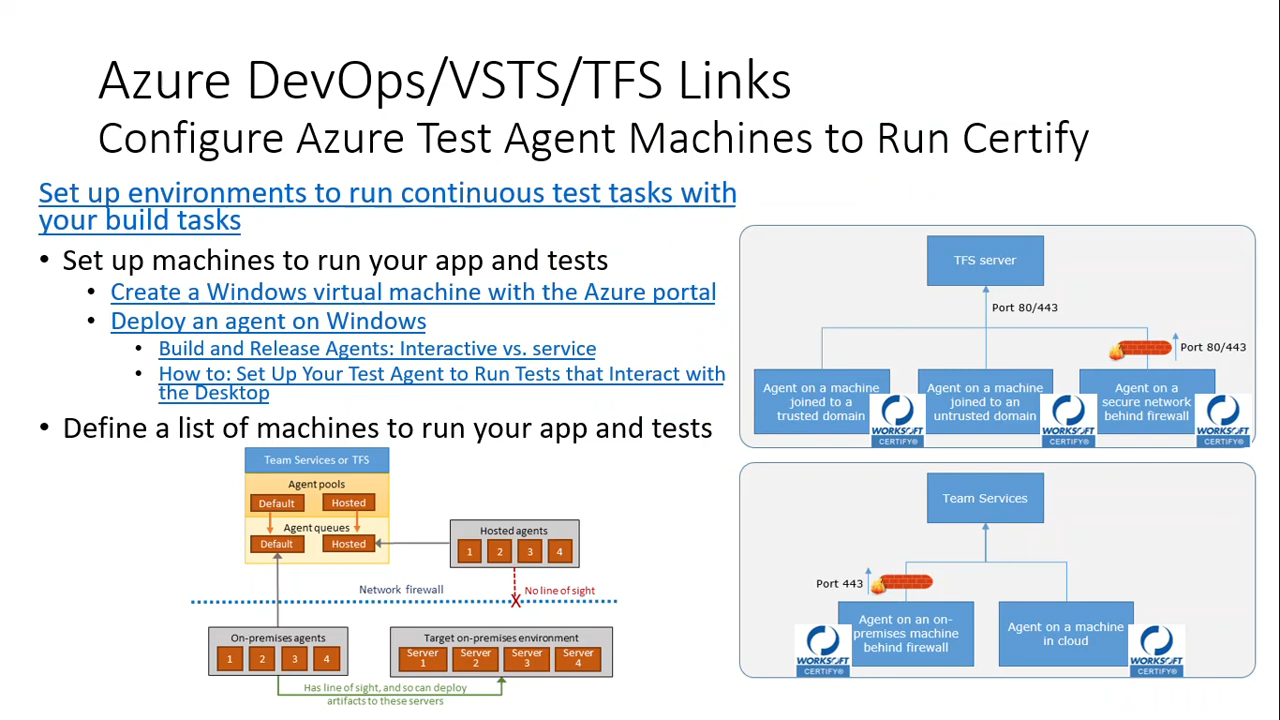 Azure DevOps/VSTS/TFS Links
Configure Azure Test Agent Machines to Run Certify
Set up environments to run continuous test tasks with
your build tasks
• Set up machines to run your app and tests
• Create a Windows virtual machine with the Azure portal
• Deploy an agent on Windows
• Build and Release Agents: Interactive vs. service
• How to: Set Up Your Test Agent to Run Tests that Interact with
the Desktop
• Define a list of machines to run your app and tests
Team Services or TFS
Agent pools
Default
Hosted
Agent queues
Default
Hosted
Hosted agents
1 2 3 4
Network firewall
No line of sight
X
On-premises agents
1 2 3 4
Target on-premises environment
Server
1
Server
2
Server
3
Server
4
Has line of sight, and so can deploy
artifacts to these servers
TFS server
Port 80/443
Port 80/443
Agent on a machine
joined to a
trusted domain
WORKSOFT
CERTIFY®
Agent on a machine
joined to an
untrusted domain
WORKSOFT
CERTIFY®
Agent on a
secure network
behind firewall
WORKSOFT
CERTIFY®
Team Services
Port 443
Agent on an on-
premises machine
behind firewall
WORKSOFT
CERTIFY®
Agent on a machine
in cloud
WORKSOFT
CERTIFY®